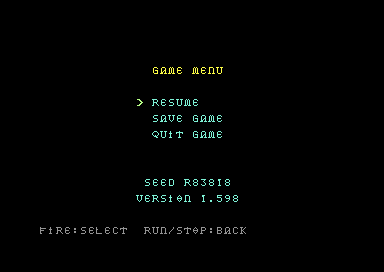 GAME MENU
> RESUME
SAVE GAME
QUIT GAME
SEED R83818
VERSION 1.598
FIRE:SELECT RUN/STOP:BACK